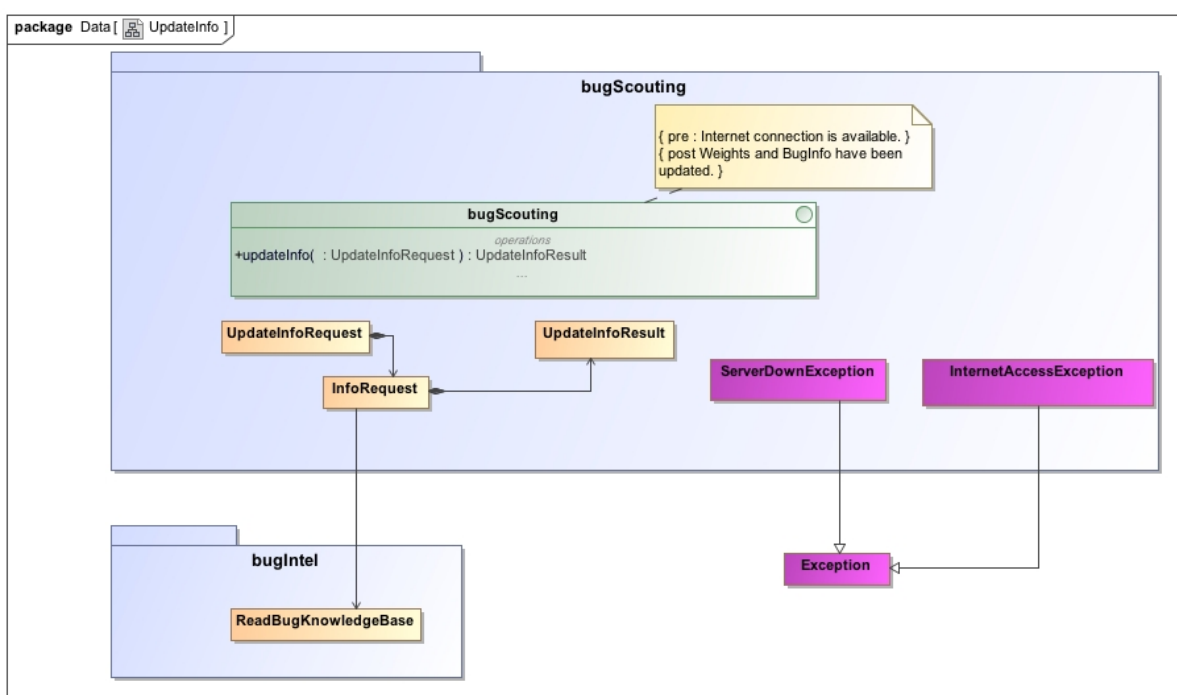 package Data [ UpdateInfo ]
bugScouting
{ pre : Internet connection is available. }
{ post Weights and BugInfo have been
updated. }
bugScouting
operations
+updateInfo(  : UpdateInfoRequest ) : UpdateInfoResult
...
UpdateInfoRequest
UpdateInfoResult
InfoRequest
ServerDownException
InternetAccessException
bugIntel
Exception
ReadBugKnowledgeBase